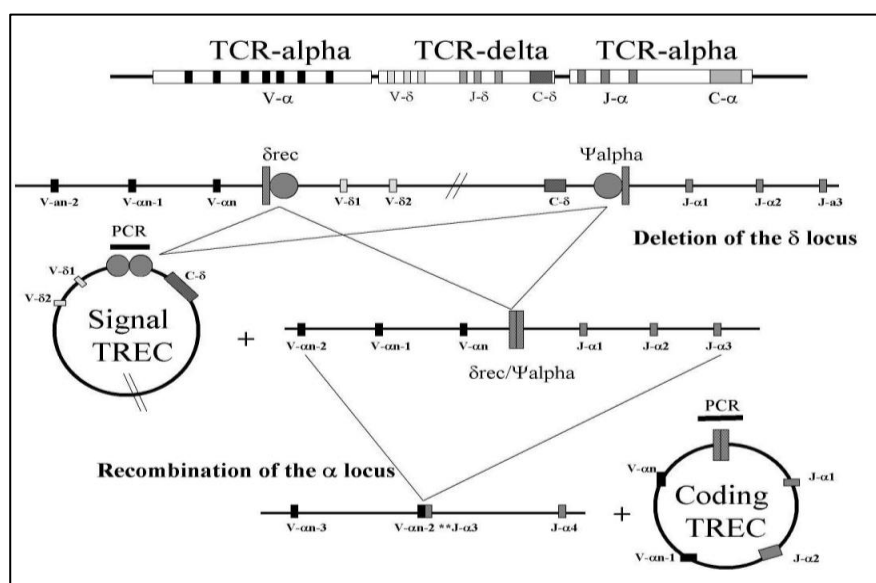 TCR-alpha TCR-delta TCR-alpha
V-α V-δ J-δ C-δ J-α C-α
δrec Ψalpha
V-an-2 V-αn-1 V-αn V-δ1 V-δ2 C-δ J-α1 J-α2 J-a3
Deletion of the δ locus
PCR
V-δ1 C-δ
V-δ2
Signal
TREC
+
V-αn-2 V-αn-1 V-αn J-α1 J-α2 J-α3
δrec/Ψalpha
Recombination of the α locus
V-αn-3 V-αn-2 **J-α3 J-α4
+
PCR
V-αn J-α1
Coding
TREC
V-αn-1 J-α2